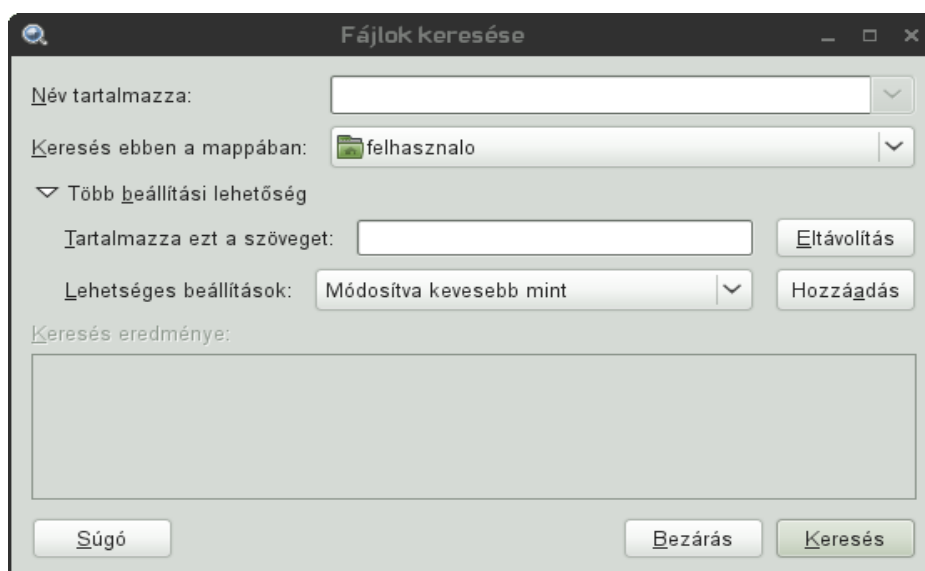 Fájlok keresése
Név tartalmazza:
Keresés ebben a mappában: felhasznalo
Több beállítási lehetőség
Tartalmazza ezt a szöveget: Eltávolítás
Lehetséges beállítások: Módosítva kevesebb mint Hozzáadás
Keresés eredménye:
Súgó Bezárás Keresés